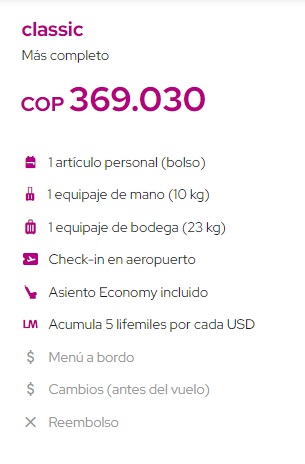 classic
Más completo
COP 369.030
1 artículo personal (bolso)
1 equipaje de mano (10 kg)
1 equipaje de bodega (23 kg)
Check-in en aeropuerto
Asiento Economy incluido
LM Acumula 5 lifemiles por cada USD
$ Menú a bordo
$ Cambios (antes del vuelo)
Reembolso